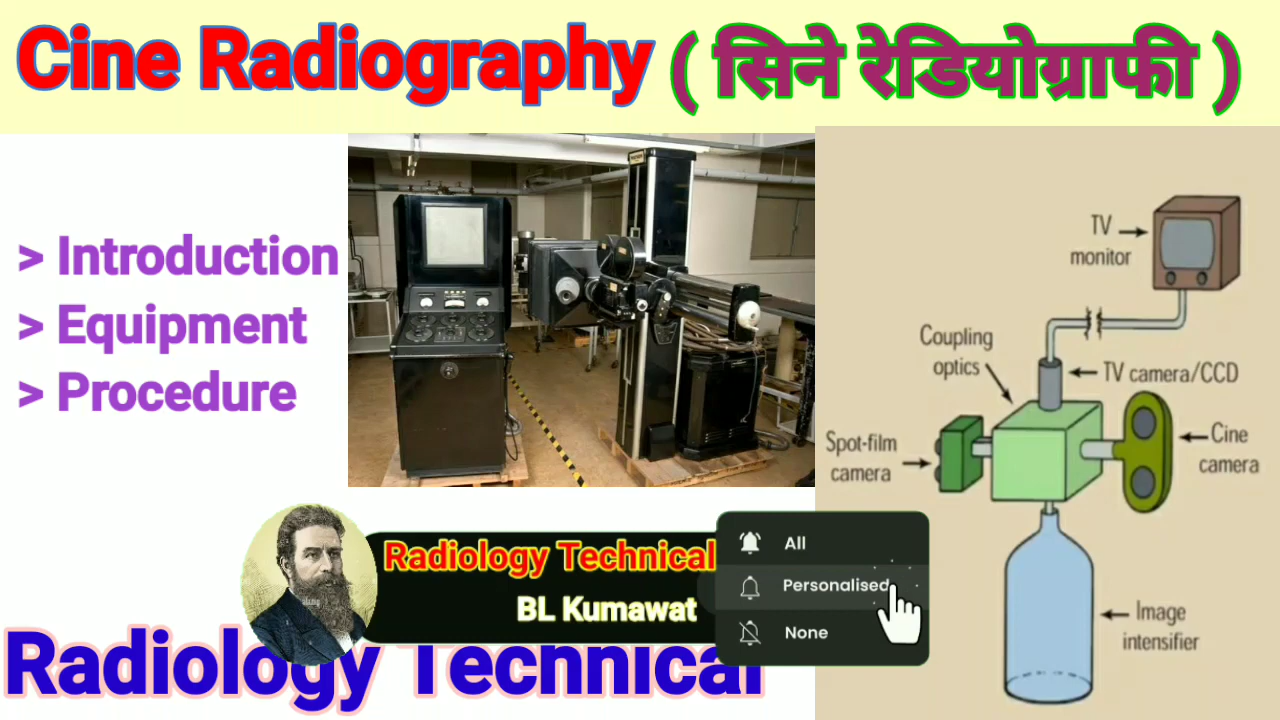 Cine Radiography ( सिने रेडियोग्राफी )
> Introduction
> Equipment
> Procedure
TV
monitor
Coupling
optics
TV camera/CCD
Spot-film
camera
Cine
camera
Image
intensifier
Radiology Technical
BL Kumawat
All
Personalised
None
Radiology Technical